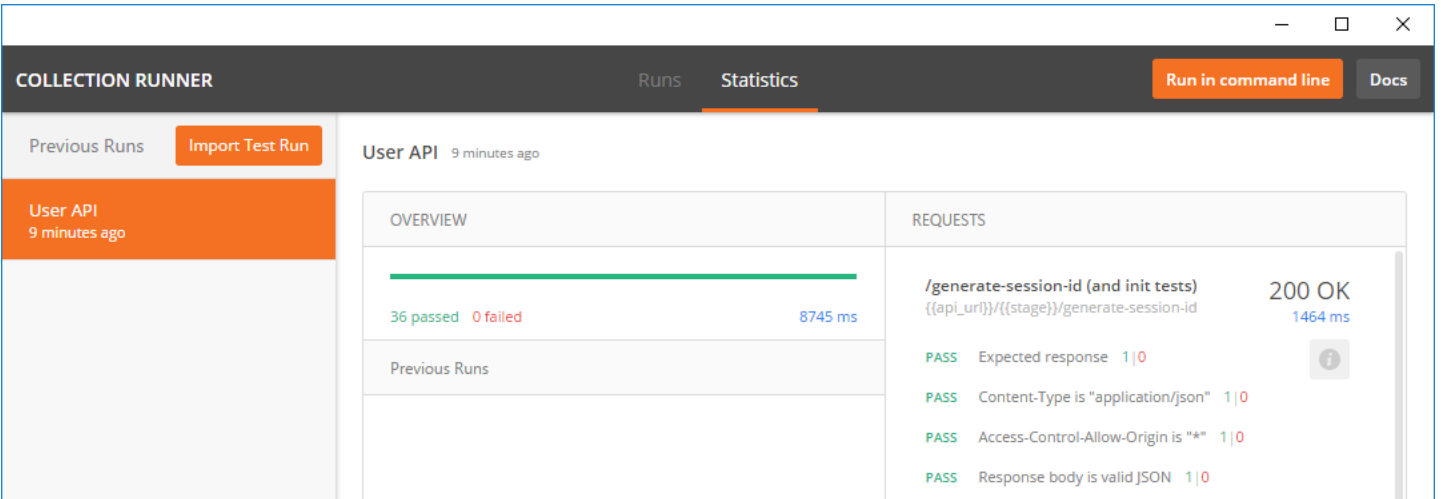 COLLECTION RUNNER Runs Statistics Run in command line Docs
Previous Runs Import Test Run
User API
9 minutes ago
User API 9 minutes ago
OVERVIEW
36 passed 0 failed 8745 ms
Previous Runs
REQUESTS
/generate-session-id (and init tests) 200 OK
{{api_url}}/{{stage}}/generate-session-id 1464 ms
PASS Expected response 1|0
PASS Content-Type is "application/json" 1|0
PASS Access-Control-Allow-Origin is "*" 1|0
PASS Response body is valid JSON 1|0